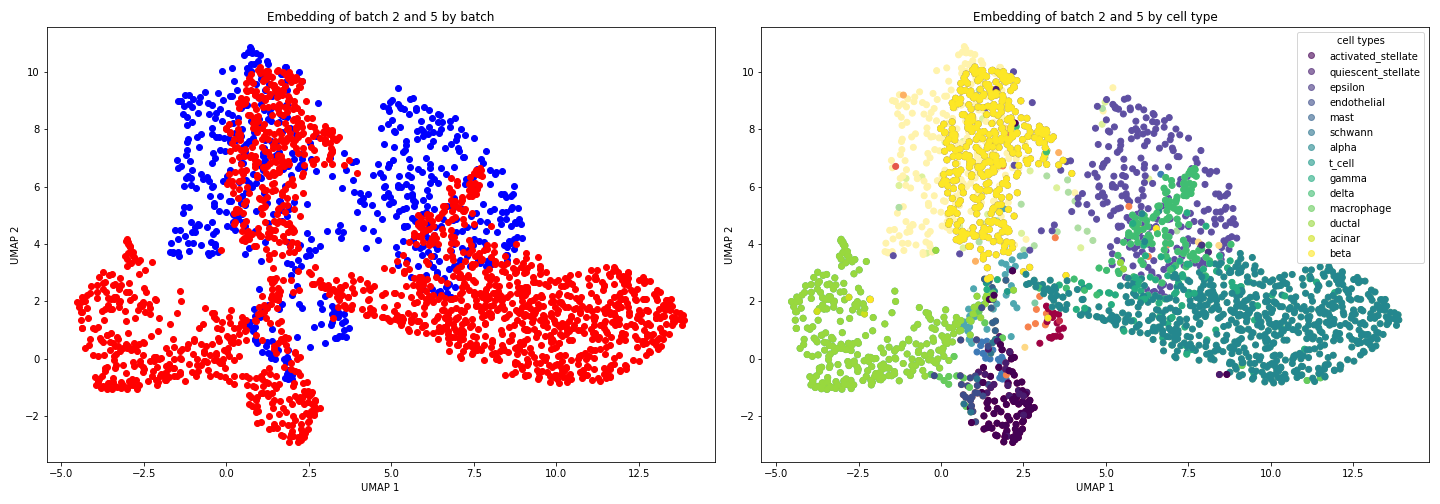 Embedding of batch 2 and 5 by batch
UMAP 2
10
8
6
4
2
0
−2
−5.0
−2.5
0.0
2.5
5.0
7.5
10.0
12.5
UMAP 1
Embedding of batch 2 and 5 by cell type
cell types
activated_stellate
quiescent_stellate
epsilon
endothelial
mast
schwann
alpha
t_cell
gamma
delta
macrophage
ductal
acinar
beta
UMAP 2
10
8
6
4
2
0
−2
−5.0
−2.5
0.0
2.5
5.0
7.5
10.0
12.5
UMAP 1